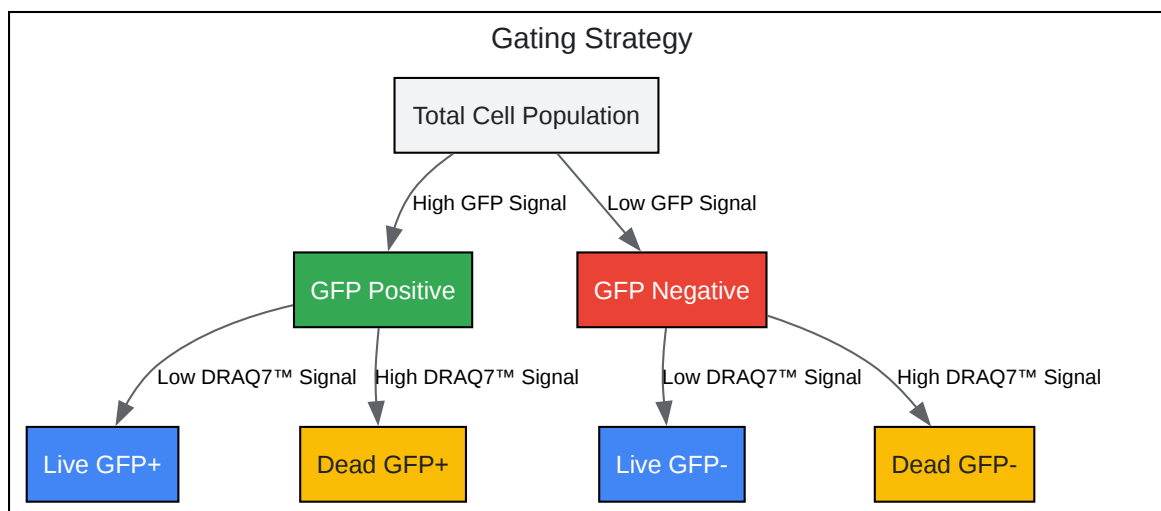 Gating Strategy
Total Cell Population
High GFP Signal
Low GFP Signal
GFP Positive
GFP Negative
Low DRAQ7™ Signal
High DRAQ7™ Signal
Low DRAQ7™ Signal
High DRAQ7™ Signal
Live GFP+
Dead GFP+
Live GFP-
Dead GFP-